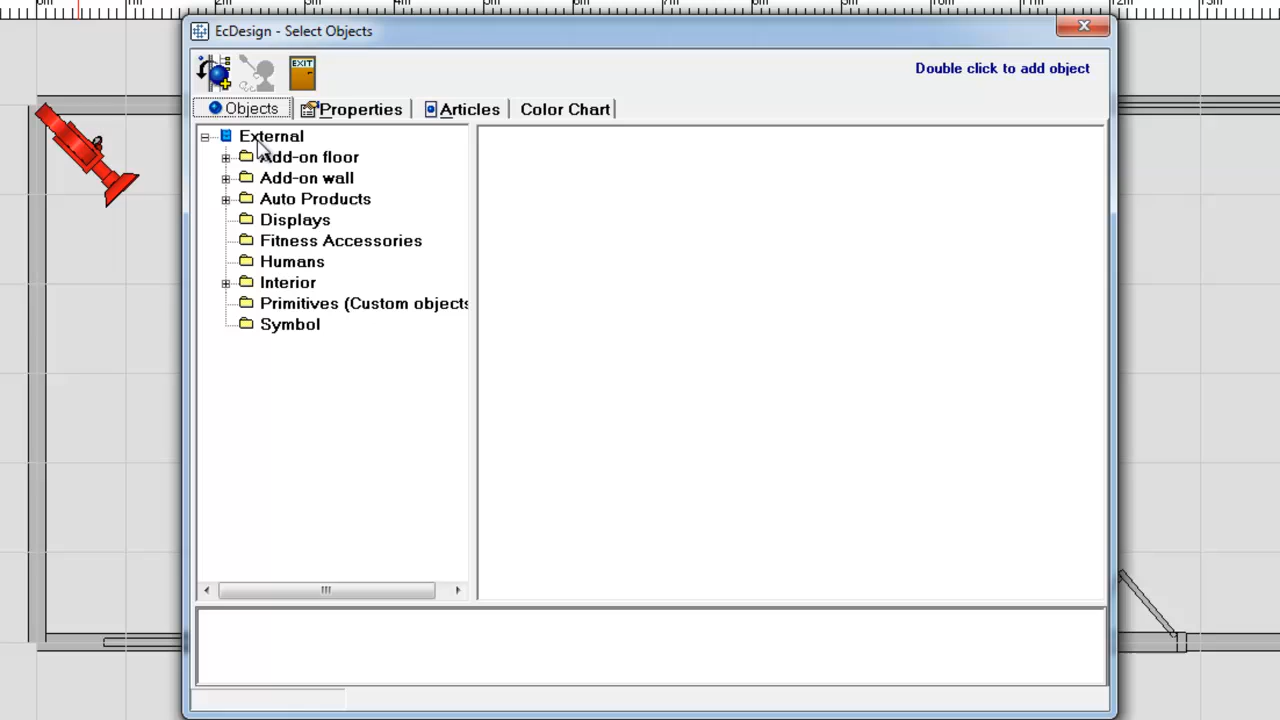 EcDesign - Select Objects
EXIT
Double click to add object
Objects
Properties
Articles
Color Chart
External
Add-on floor
Add-on wall
Auto Products
Displays
Fitness Accessories
Humans
Interior
Primitives (Custom objects
Symbol